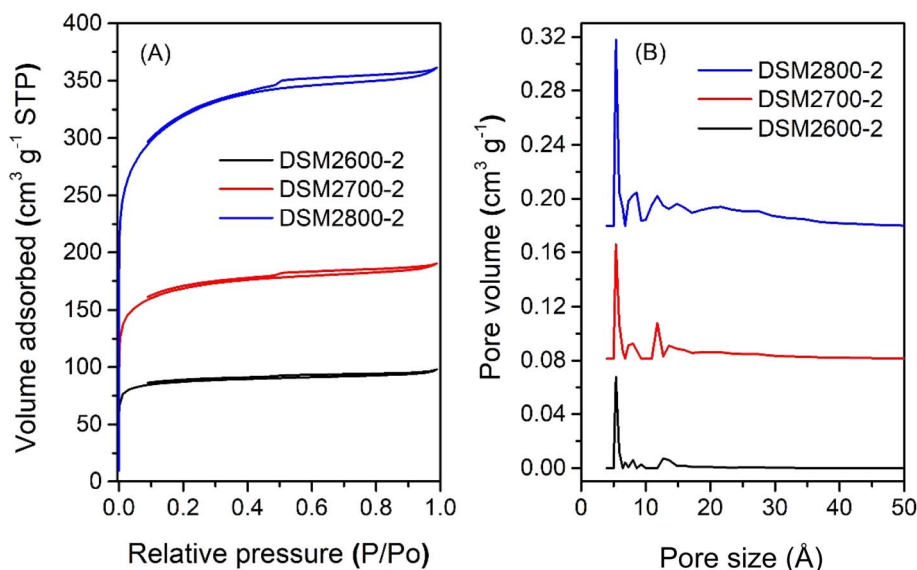 (A)
400
350
300
250
200
150
100
50
0
Volume adsorbed (cm³ g⁻¹ STP)
DSM2600-2
DSM2700-2
DSM2800-2
0.0 0.2 0.4 0.6 0.8 1.0
Relative pressure (P/Po)
(B)
0.32
0.28
0.20
0.16
0.12
0.08
0.04
0.00
Pore volume (cm³ g⁻¹)
DSM2800-2
DSM2700-2
DSM2600-2
0 10 20 30 40 50
Pore size (Å)